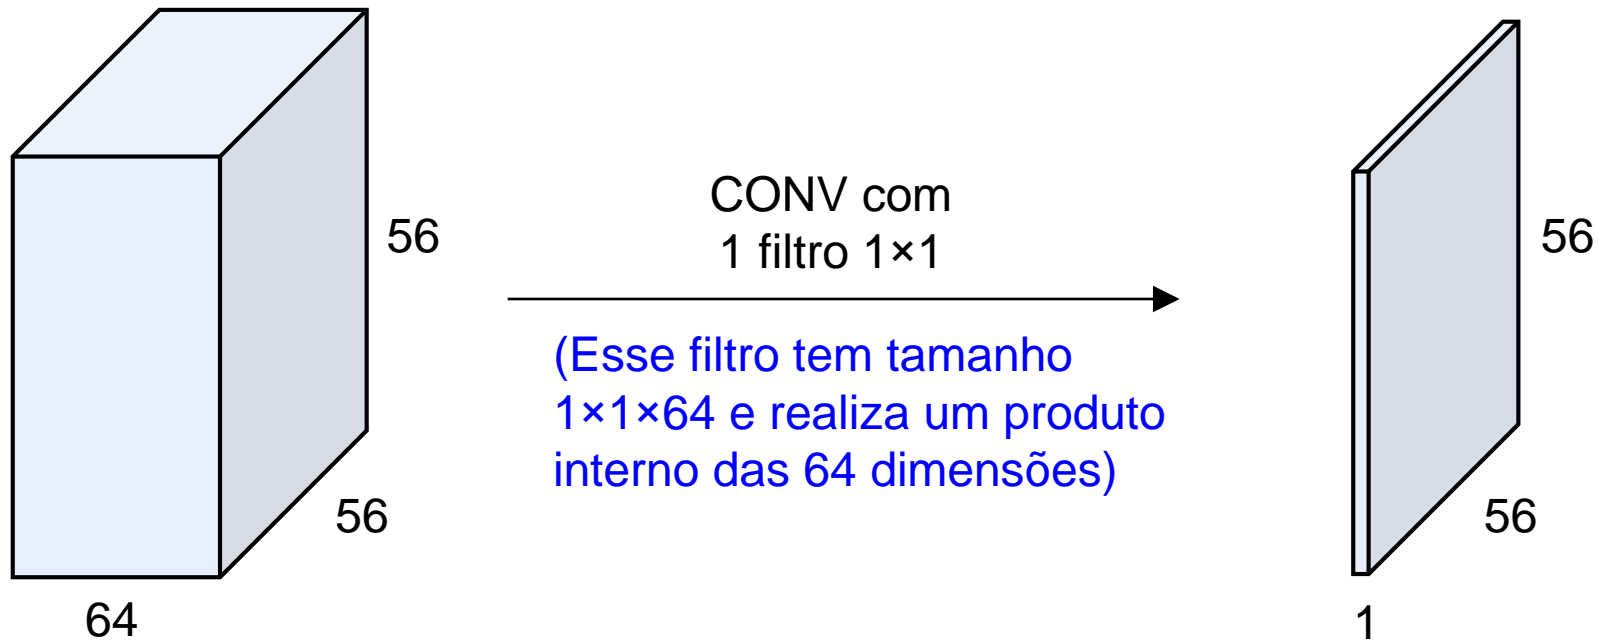 56
56
64
CONV com
1 filtro 1×1
(Esse filtro tem tamanho
1×1×64 e realiza um produto
interno das 64 dimensões)
56
56
1